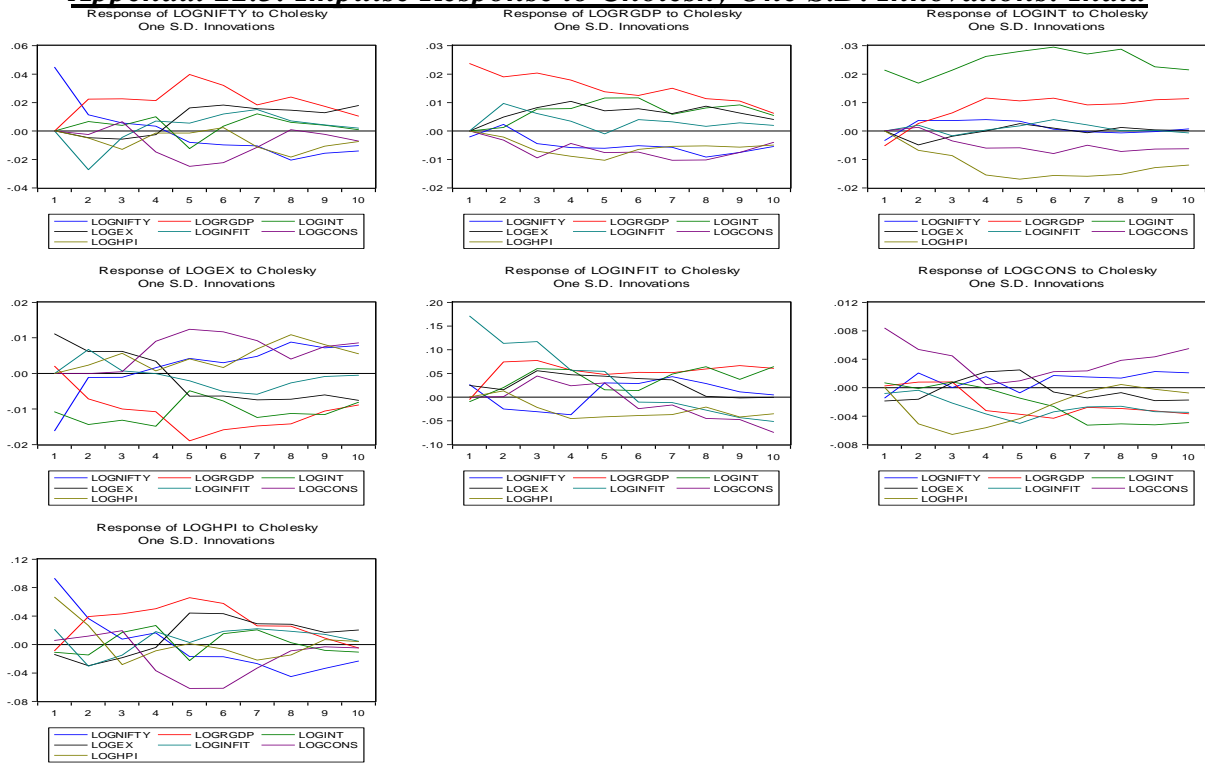 Appendix II.3: Impulse Response to Cholesky One S.D. Innovations: India
Response of LOGNIFTY to Cholesky
One S.D. Innovations
.06
.04
.02
.00
-.02
-.04
1 2 3 4 5 6 7 8 9 10
LOGNIFTY LOGRGDP LOGINT
LOGEX LOGINFIT LOGCONS
LOGHPI
Response of LOGRGDP to Cholesky
One S.D. Innovations
.03
.02
.01
.00
-.01
-.02
1 2 3 4 5 6 7 8 9 10
LOGNIFTY LOGRGDP LOGINT
LOGEX LOGINFIT LOGCONS
LOGHPI
Response of LOGINT to Cholesky
One S.D. Innovations
.03
.02
.01
.00
-.01
-.02
1 2 3 4 5 6 7 8 9 10
LOGNIFTY LOGRGDP LOGINT
LOGEX LOGINFIT LOGCONS
LOGHPI
Response of LOGEX to Cholesky
One S.D. Innovations
.02
.01
.00
-.01
-.02
1 2 3 4 5 6 7 8 9 10
LOGNIFTY LOGRGDP LOGINT
LOGEX LOGINFIT LOGCONS
LOGHPI
Response of LOGINFIT to Cholesky
One S.D. Innovations
.20
.15
.10
.05
.00
-.05
-.10
1 2 3 4 5 6 7 8 9 10
LOGNIFTY LOGRGDP LOGINT
LOGEX LOGINFIT LOGCONS
LOGHPI
Response of LOGCONS to Cholesky
One S.D. Innovations
.012
.008
.004
.000
-.004
-.008
1 2 3 4 5 6 7 8 9 10
LOGNIFTY LOGRGDP LOGINT
LOGEX LOGINFIT LOGCONS
LOGHPI
Response of LOGHPI to Cholesky
One S.D. Innovations
.12
.08
.04
.00
-.04
-.08
1 2 3 4 5 6 7 8 9 10
LOGNIFTY LOGRGDP LOGINT
LOGEX LOGINFIT LOGCONS
LOGHPI